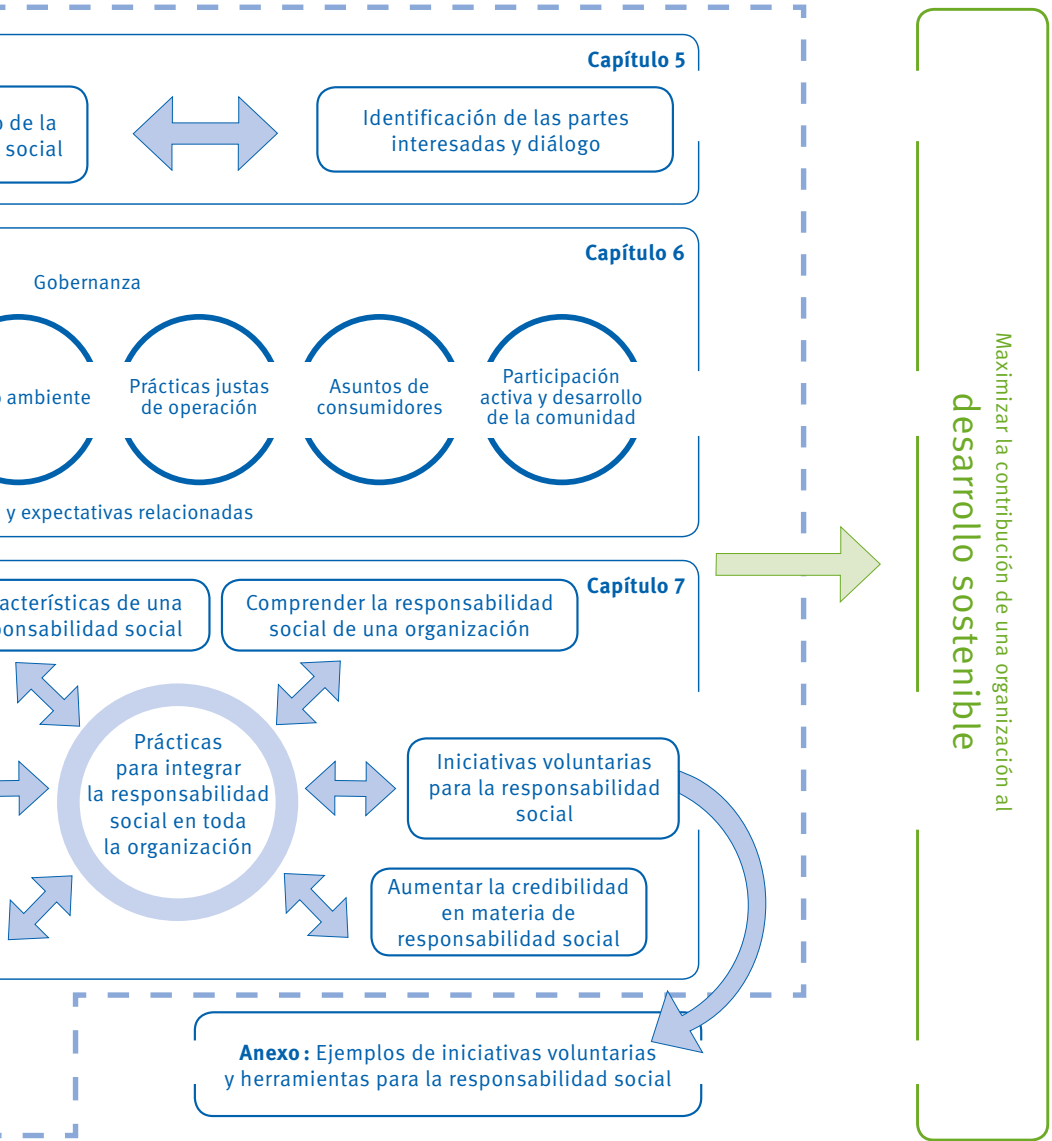 Capítulo 5
o de la
social
Identificación de las partes
interesadas y diálogo
Capítulo 6
Gobernanza
o ambiente
Prácticas justas
de operación
Asuntos de
consumidores
Participación
activa y desarrollo
de la comunidad
y expectativas relacionadas
Capítulo 7
acterísticas de una
ponsabilidad social
Comprender la responsabilidad
social de una organización
Prácticas
para integrar
la responsabilidad
social en toda
la organización
Iniciativas voluntarias
para la responsabilidad
social
Aumentar la credibilidad
en materia de
responsabilidad social
Anexo : Ejemplos de iniciativas voluntarias
y herramientas para la responsabilidad social
Maximizar la contribución de una organización al
desarrollo sostenible